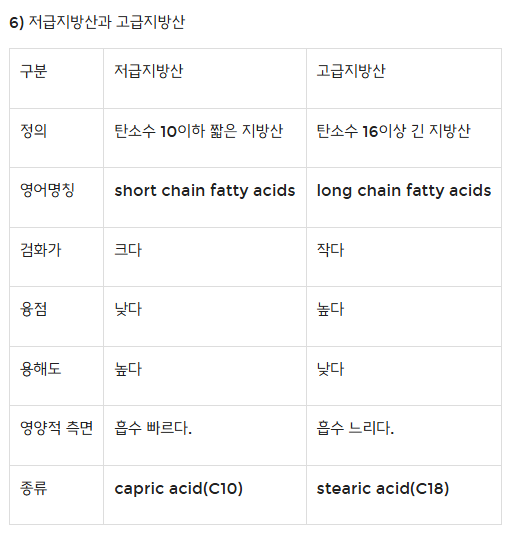 6) 저급지방산과 고급지방산
구분 저급지방산 고급지방산
정의 탄소수 10이하 짧은 지방산 탄소수 16이상 긴 지방산
영어명칭 short chain fatty acids long chain fatty acids
검화가 크다 작다
융점 낮다 높다
용해도 높다 낮다
영양적 측면 흡수 빠르다. 흡수 느리다.
종류 capric acid(C10) stearic acid(C18)